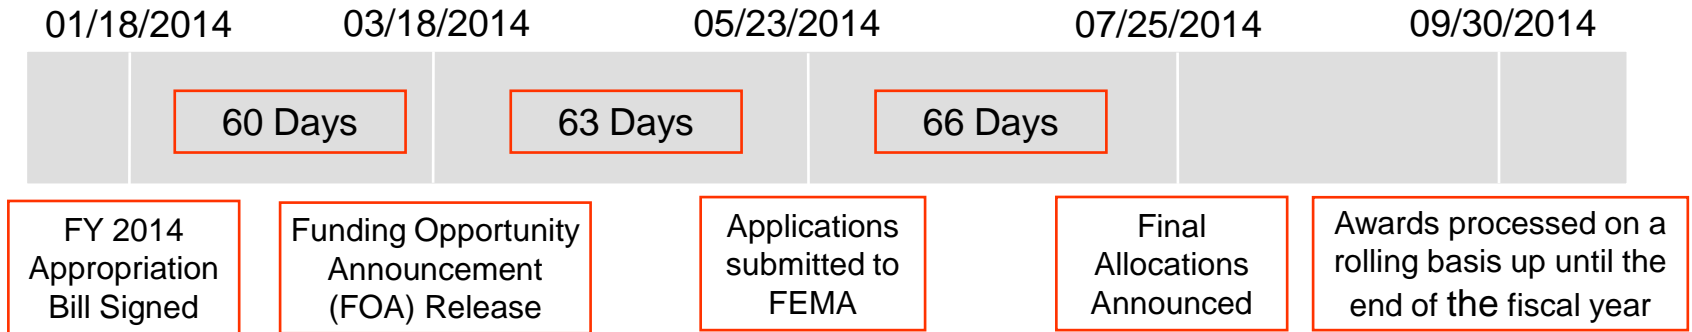 01/18/2014 03/18/2014 05/23/2014 07/25/2014 09/30/2014
60 Days 63 Days 66 Days
FY 2014
Appropriation
Bill Signed
Funding Opportunity
Announcement
(FOA) Release
Applications
submitted to
FEMA
Final
Allocations
Announced
Awards processed on a
rolling basis up until the
end of the fiscal year